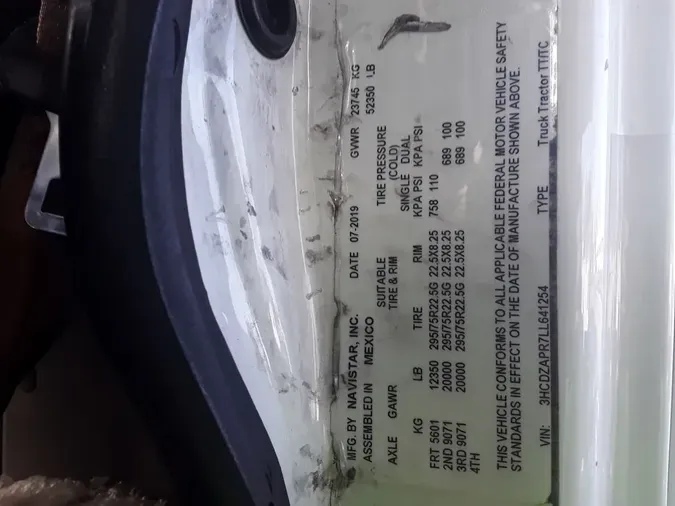 MFG. BY NAVISTAR, INC. DATE 07-2019 GVWR 23745 KG
ASSEMBLED IN MEXICO 52350 LB
AXLE GAWR SUITABLE TIRE & RIM TIRE PRESSURE (COLD)
SINGLE DUAL
KG LB TIRE RIM KPA PSI KPA PSI
FRT 5601 12350 295/75R22.5G 22.5X8.25 758 110
2ND 9071 20000 295/75R22.5G 22.5X8.25 689 100
3RD 9071 20000 295/75R22.5G 22.5X8.25 689 100
4TH
THIS VEHICLE CONFORMS TO ALL APPLICABLE FEDERAL MOTOR VEHICLE SAFETY
STANDARDS IN EFFECT ON THE DATE OF MANUFACTURE SHOWN ABOVE.
VIN: 3HCDZAPR7LL641254 TYPE Truck Tractor TT/TC